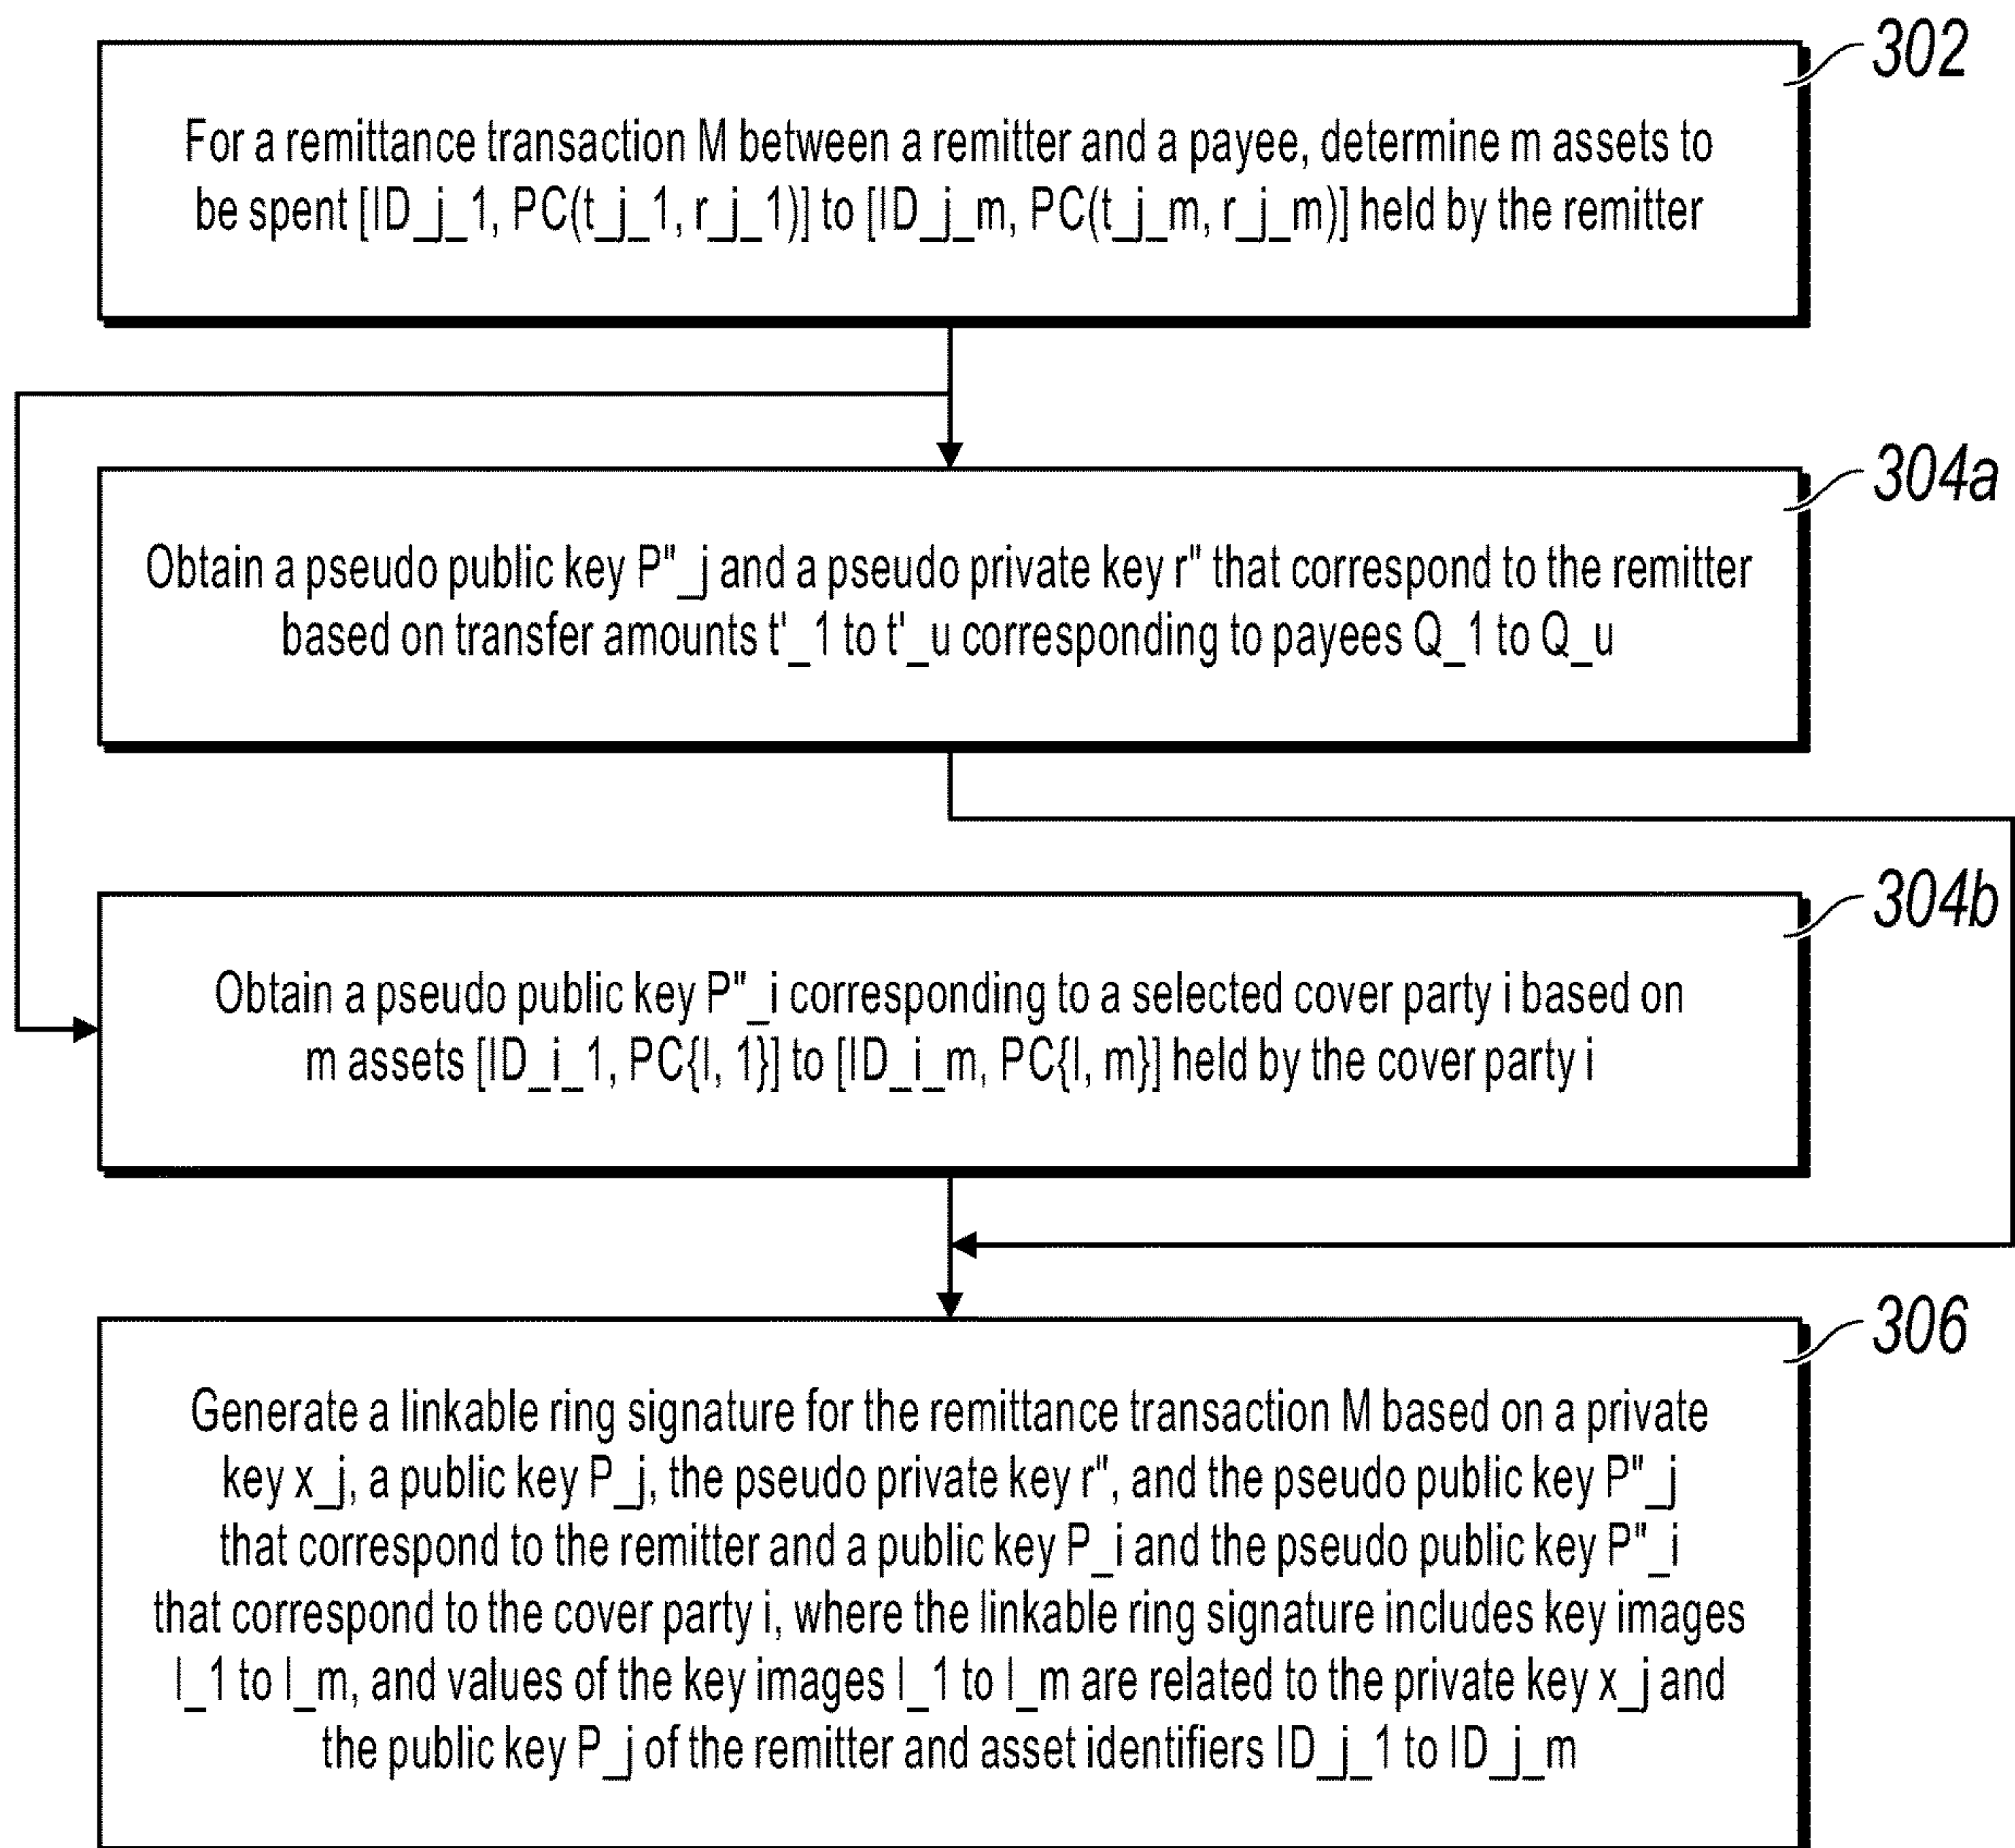 302
For a remittance transaction M between a remitter and a payee, determine m assets to
be spent [ID_j_1, PC(t_j_1, r_j_1)] to [ID_j_m, PC(t_j_m, r_j_m)] held by the remitter
304a
Obtain a pseudo public key P"_j and a pseudo private key r" that correspond to the remitter
based on transfer amounts t'_1 to t'_u corresponding to payees Q_1 to Q_u
304b
Obtain a pseudo public key P"_i corresponding to a selected cover party i based on
m assets [ID_i_1, PC{I, 1}] to [ID_i_m, PC{I, m}] held by the cover party i
306
Generate a linkable ring signature for the remittance transaction M based on a private
key x_j, a public key P_j, the pseudo private key r", and the pseudo public key P"_j
that correspond to the remitter and a public key P_i and the pseudo public key P"_i
that correspond to the cover party i, where the linkable ring signature includes key images
I_1 to I_m, and values of the key images I_1 to I_m are related to the private key x_j and
the public key P_j of the remitter and asset identifiers ID_j_1 to ID_j_m